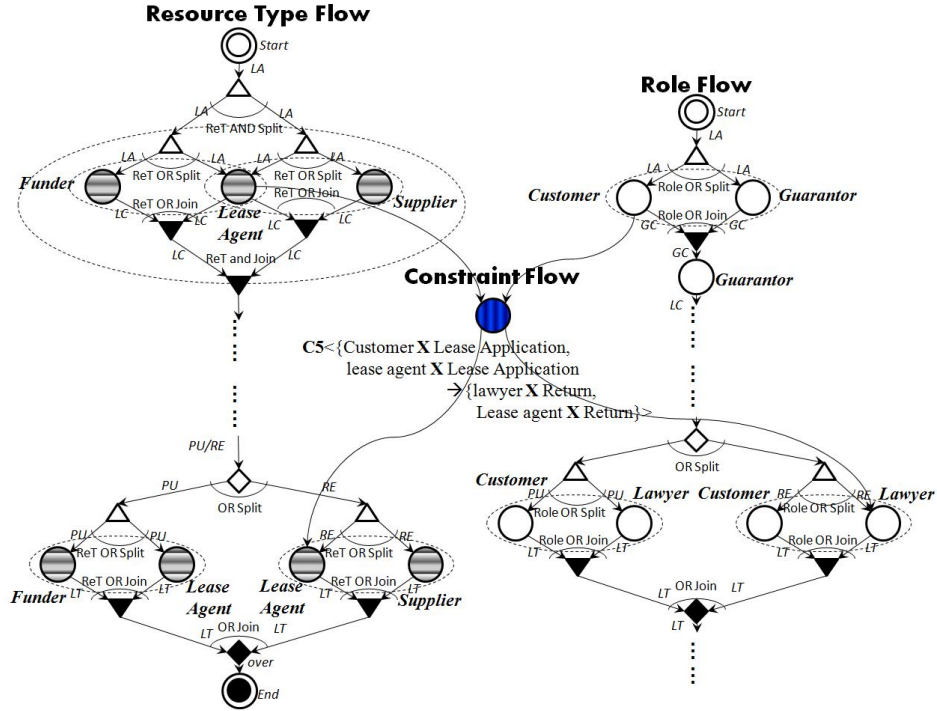 Resource Type Flow
Start
LA
LA
ReT AND Split
LA
LA
LA
LA
LA
ReT OR Split
ReT OR Split
Funder
Lease
Agent
Supplier
ReT OR Join
ReT OR Join
LC
LC
LC
LC
LC
LC
ReT and Join
PU/RE
PU
RE
OR Split
PU
PU
RE
RE
ReT OR Split
ReT OR Split
ReT OR Join
ReT OR Join
Funder
Lease
Agent
Lease
Agent
Supplier
LT
LT
LT
LT
LT
LT
OR Join
over
End
Constraint Flow
C5<{Customer X Lease Application,
lease agent X Lease Application
→{lawyer X Return,
Lease agent X Return}>
Role Flow
Start
LA
LA
LA
Role OR Split
Customer
Guarantor
Role OR Join
GC
GC
GC
Guarantor
LC
OR Split
Customer
Lawyer
Customer
Lawyer
PU
PU
RE
RE
Role OR Split
Role OR Split
Role OR Join
Role OR Join
LT
LT
LT
LT
OR Join
LT
LT
LT